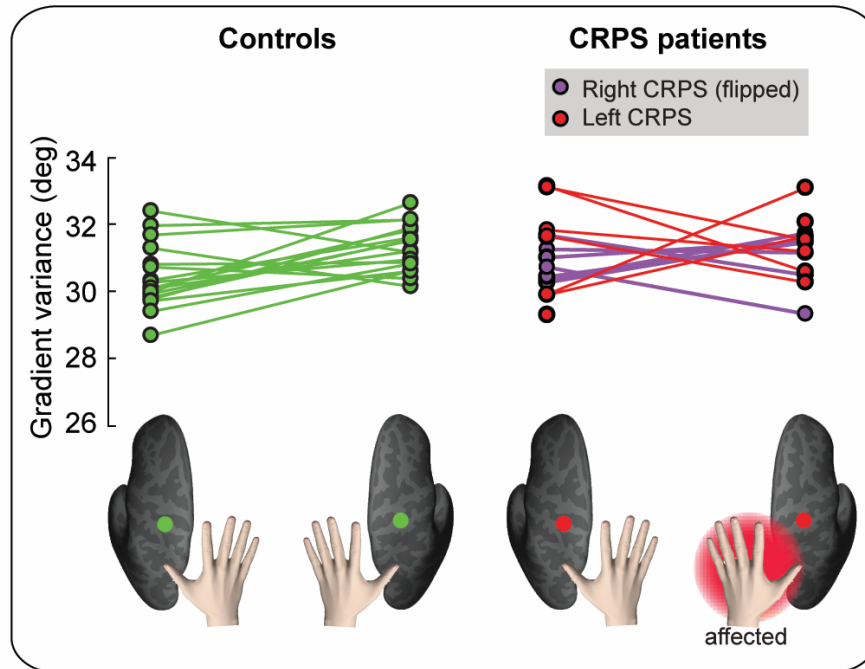 Controls
CRPS patients
Right CRPS (flipped)
Left CRPS
Gradient variance (deg)
34
32
30
28
26
affected